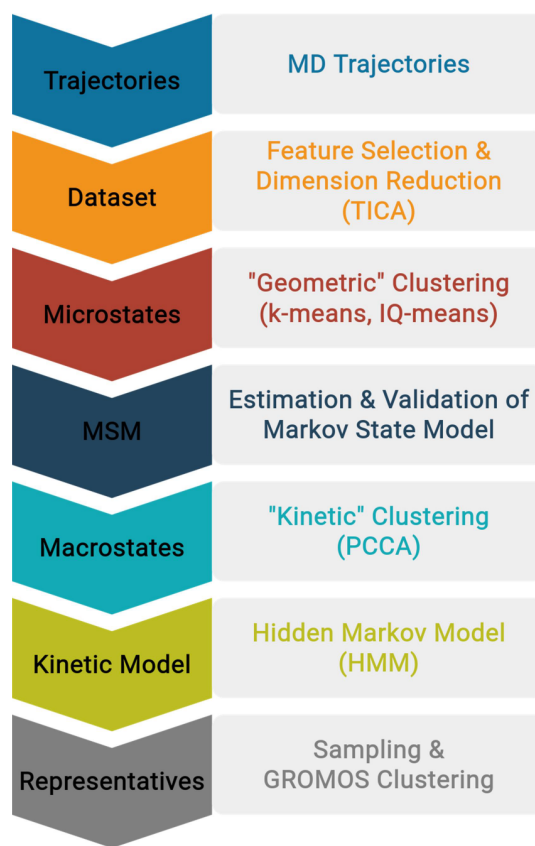 Trajectories
MD Trajectories
Dataset
Feature Selection &
Dimension Reduction
(TICA)
Microstates
"Geometric" Clustering
(k-means, IQ-means)
MSM
Estimation & Validation of
Markov State Model
Macrostates
"Kinetic" Clustering
(PCCA)
Kinetic Model
Hidden Markov Model
(HMM)
Representatives
Sampling &
GROMOS Clustering